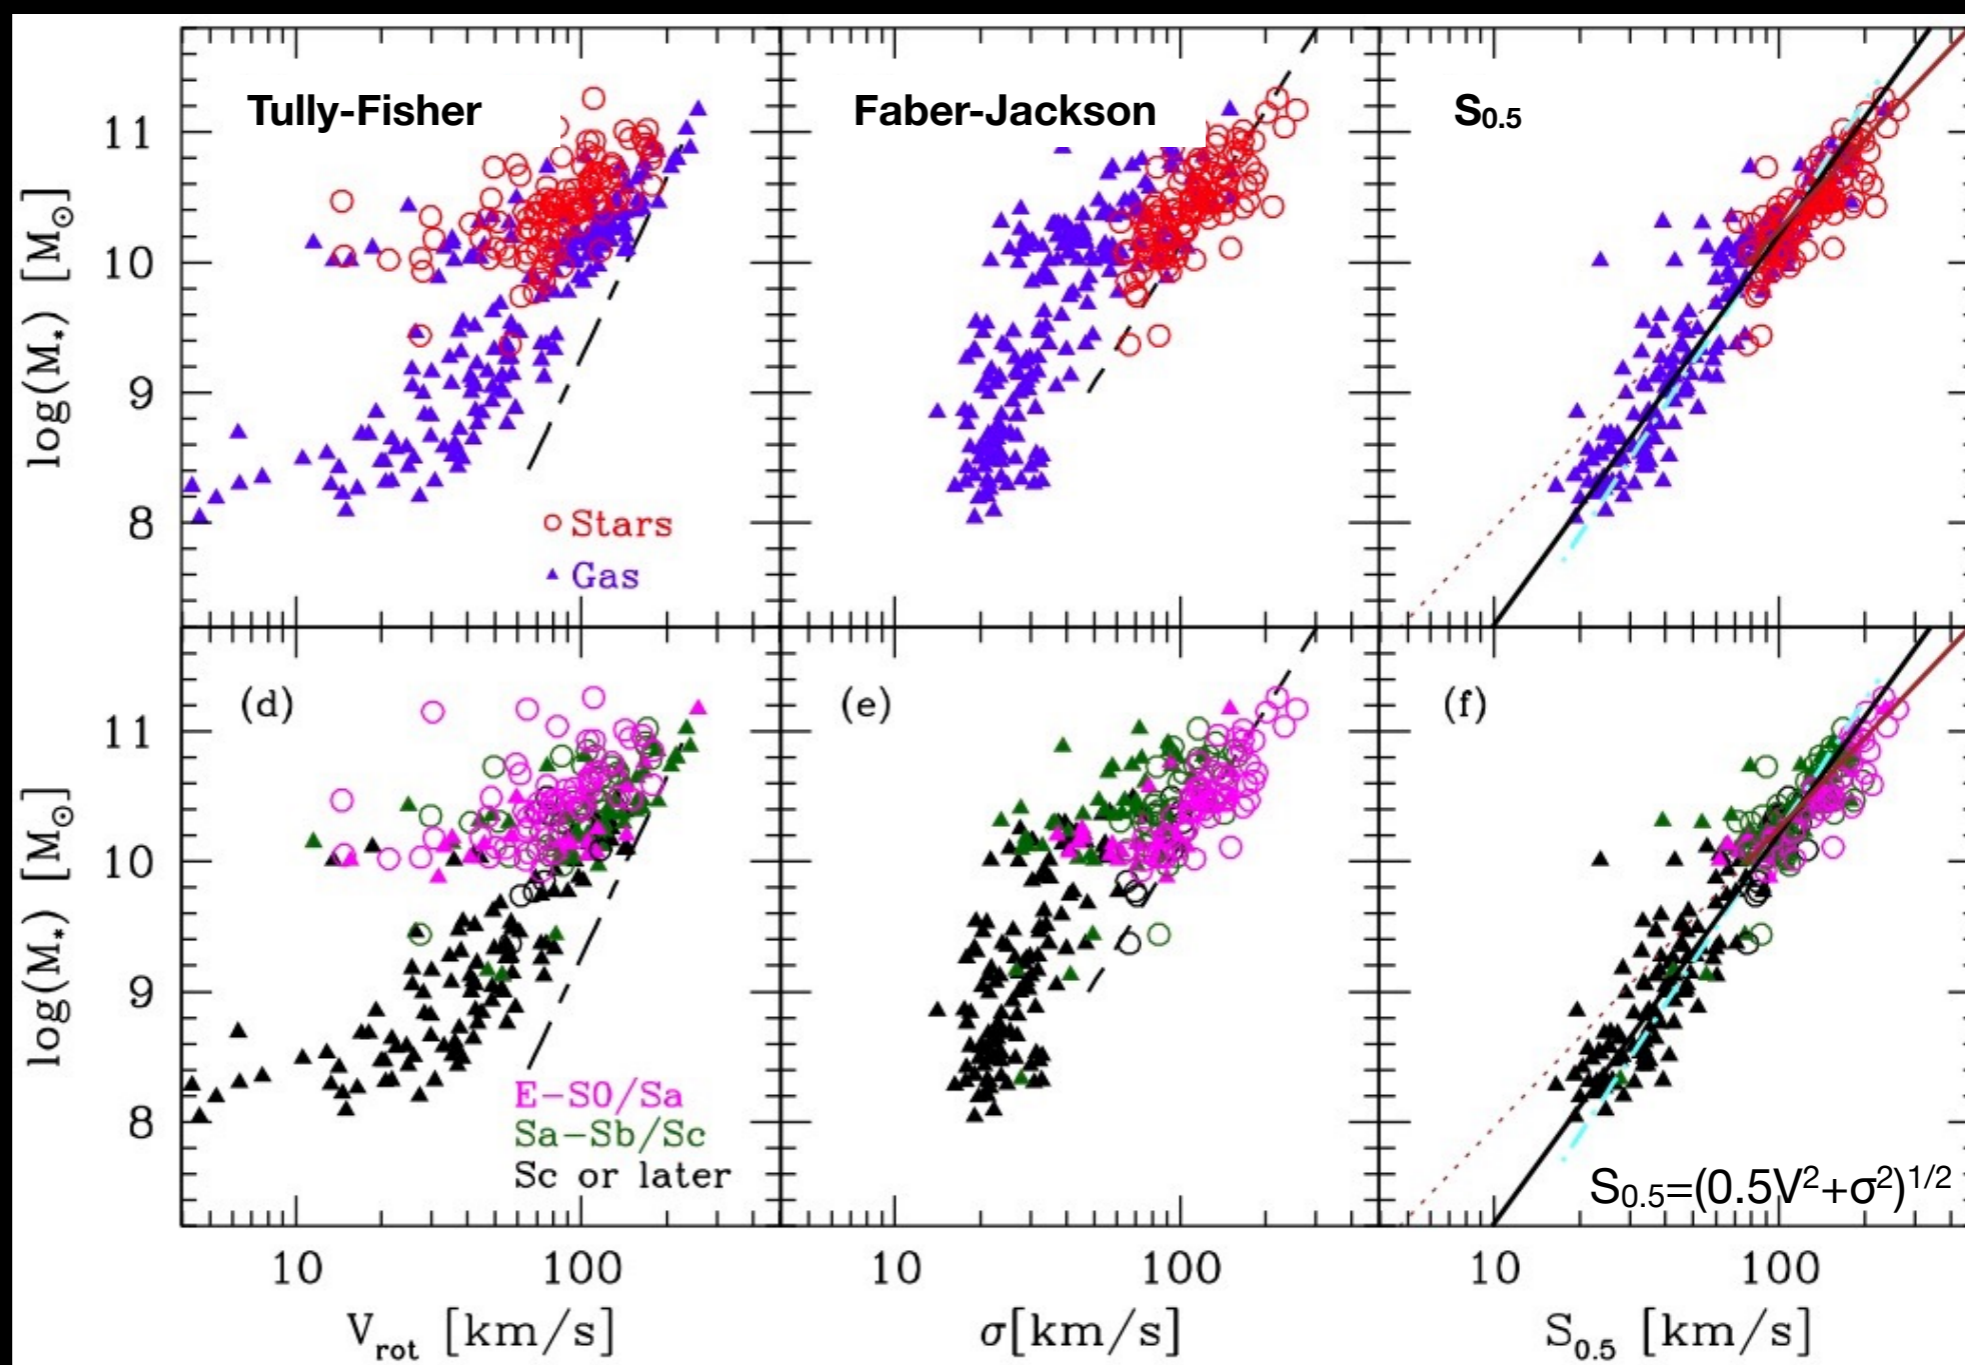 Tully-Fisher
Faber-Jackson
S₀.₅
log(M⁎) [M⊙]
11
10
9
8
Stars
Gas
(d)
(e)
(f)
log(M⁎) [M⊙]
11
10
9
8
E-S0/Sa
Sa-Sb/Sc
Sc or later
S₀.₅=(0.5V²+σ²)¹/²
10 100 10 100 10 100
V_rot [km/s] σ[km/s] S₀.₅ [km/s]